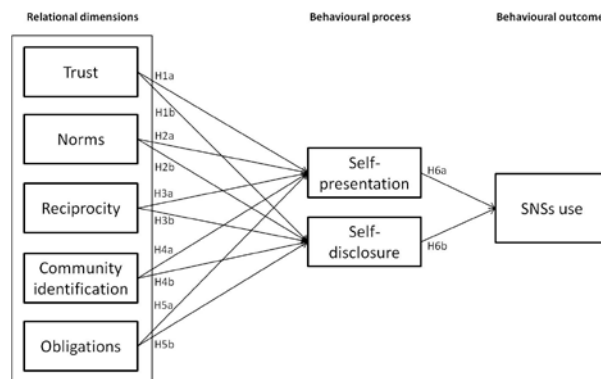 Relational dimensions
Behavioural process
Behavioural outcome
Trust
H1a
H1b
Norms
H2a
H2b
Self-
presentation
H6a
Reciprocity
H3a
H3b
SNSs use
Self-
disclosure
H6b
Community
identification
H4a
H4b
Obligations
H5a
H5b